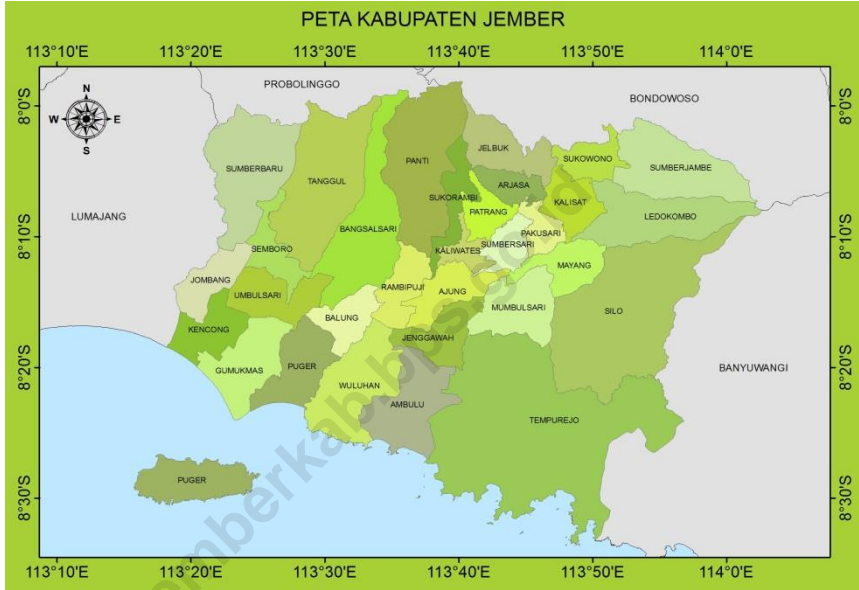 PETA KABUPATEN JEMBER
113°10'E 113°20'E 113°30'E 113°40'E 113°50'E 114°0'E
PROBOLINGGO
BONDOWOSO
8°0'S 8°0'S
N
W E
S
JELBUK
SUKOWONO
SUMBERBARU
TANGGUL
PANTI
SUMBERJAMBE
ARJASA
SUKORAMBI
KALISAT
PATRANG
LUMAJANG
LEDOKOMBO
BANGSALSARI
PAKUSARI
8°10'S 8°10'S
SEMBORO
KALIWATES
SUMBERSARI
MAYANG
JOMBANG
UMBULSARI
RAMBIPUJI
AJUNG
MUMBULSARI
SILO
BALUNG
KENCONG
JENGGAWAH
8°20'S 8°20'S
GUMUKMAS
PUGER
BANYUWANGI
WULUHAN
AMBULU
TEMPUREJO
PUGER
8°30'S 8°30'S
113°10'E 113°20'E 113°30'E 113°40'E 113°50'E 114°0'E